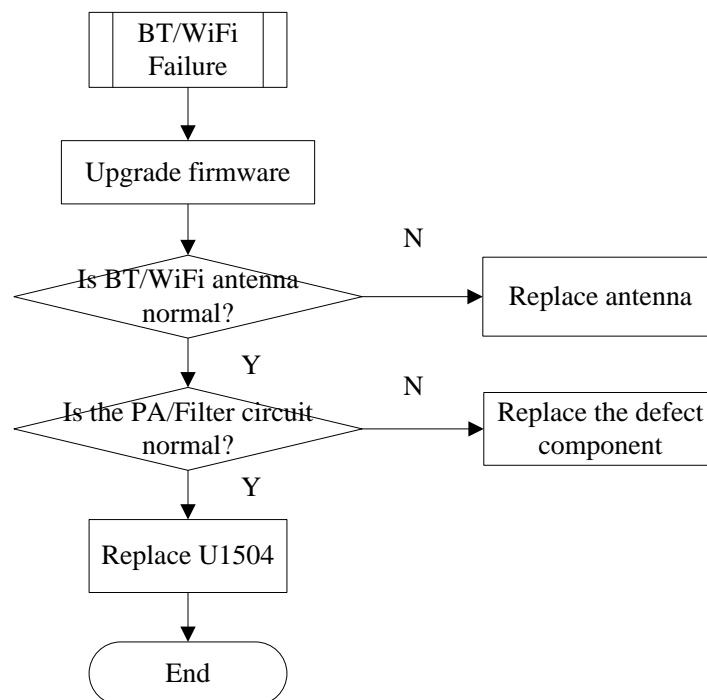 BT/WiFi
Failure
Upgrade firmware
N
Is BT/WiFi antenna
normal?
Replace antenna
Y
N
Is the PA/Filter circuit
normal?
Replace the defect
component
Y
Replace U1504
End